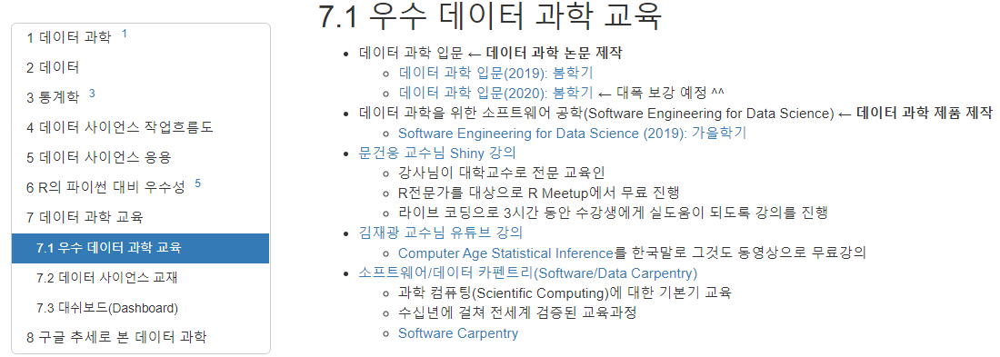 1 데이터 과학 1
2 데이터
3 통계학 3
4 데이터 사이언스 작업흐름도
5 데이터 사이언스 응용
6 R의 파이썬 대비 우수성 5
7 데이터 과학 교육
7.1 우수 데이터 과학 교육
7.2 데이터 사이언스 교재
7.3 대쉬보드(Dashboard)
8 구글 추세로 본 데이터 과학
7.1 우수 데이터 과학 교육
데이터 과학 입문 ← 데이터 과학 논문 제작
데이터 과학 입문(2019): 봄학기
데이터 과학 입문(2020): 봄학기 ← 대폭 보강 예정 ^^
데이터 과학을 위한 소프트웨어 공학(Software Engineering for Data Science) ← 데이터 과학 제품 제작
Software Engineering for Data Science (2019): 가을학기
문건웅 교수님 Shiny 강의
강사님이 대학교수로 전문 교육인
R전문가를 대상으로 R Meetup에서 무료 진행
라이브 코딩으로 3시간 동안 수강생에게 실도움이 되도록 강의를 진행
김재광 교수님 유튜브 강의
Computer Age Statistical Inference를 한국말로 그것도 동영상으로 무료강의
소프트웨어/데이터 카펜트리(Software/Data Carpentry)
과학 컴퓨팅(Scientific Computing)에 대한 기본기 교육
수십년에 걸쳐 전세계 검증된 교육과정
Software Carpentry